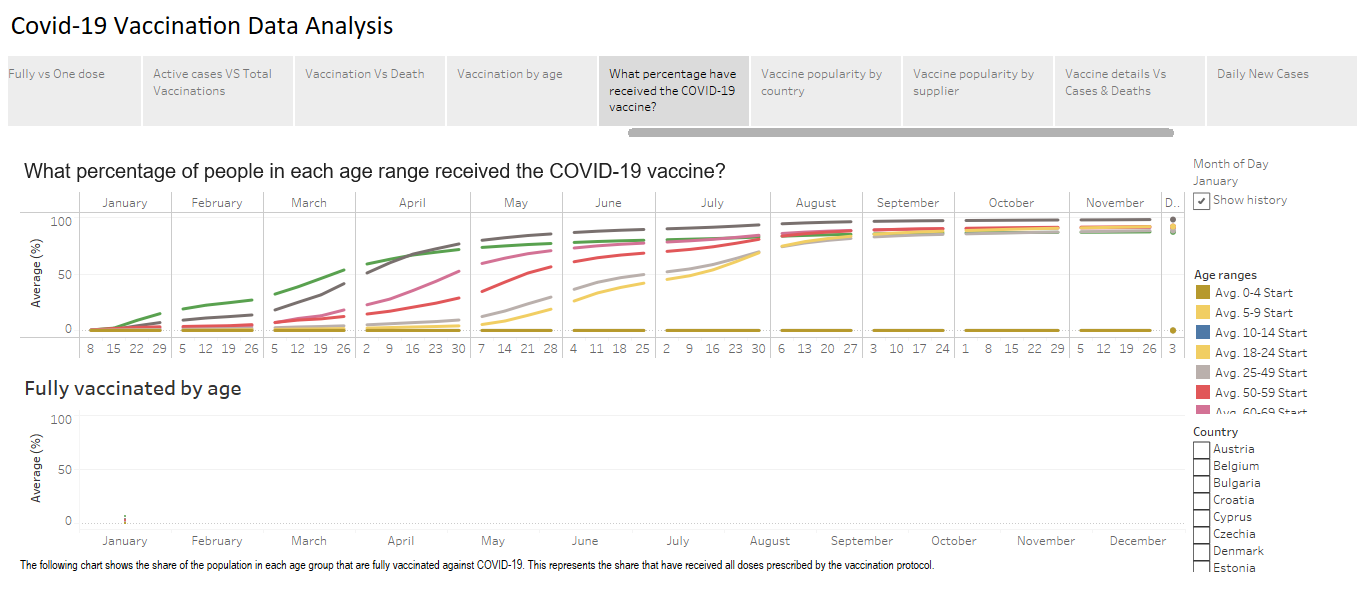 Covid-19 Vaccination Data Analysis
Fully vs One dose
Active cases VS Total
Vaccinations
Vaccination Vs Death
Vaccination by age
What percentage have
received the COVID-19
vaccine?
Vaccine popularity by
country
Vaccine popularity by
supplier
Vaccine details Vs
Cases & Deaths
Daily New Cases
What percentage of people in each age range received the COVID-19 vaccine?
January February March April May June July August September October November D..
100
50
0
Average (%)
8 15 22 29 5 12 19 26 5 12 19 26 2 9 16 23 30 7 14 21 28 4 11 18 25 2 9 16 23 30 6 13 20 27 3 10 17 24 1 8 15 22 29 5 12 19 26 3
Month of Day
January
Show history
Age ranges
Avg. 0-4 Start
Avg. 5-9 Start
Avg. 10-14 Start
Avg. 18-24 Start
Avg. 25-49 Start
Avg. 50-59 Start
Avg. 60-69 Start
Fully vaccinated by age
100
50
0
Average (%)
January February March April May June July August September October November December
Country
Austria
Belgium
Bulgaria
Croatia
Cyprus
Czechia
Denmark
Estonia
The following chart shows the share of the population in each age group that are fully vaccinated against COVID-19. This represents the share that have received all doses prescribed by the vaccination protocol.